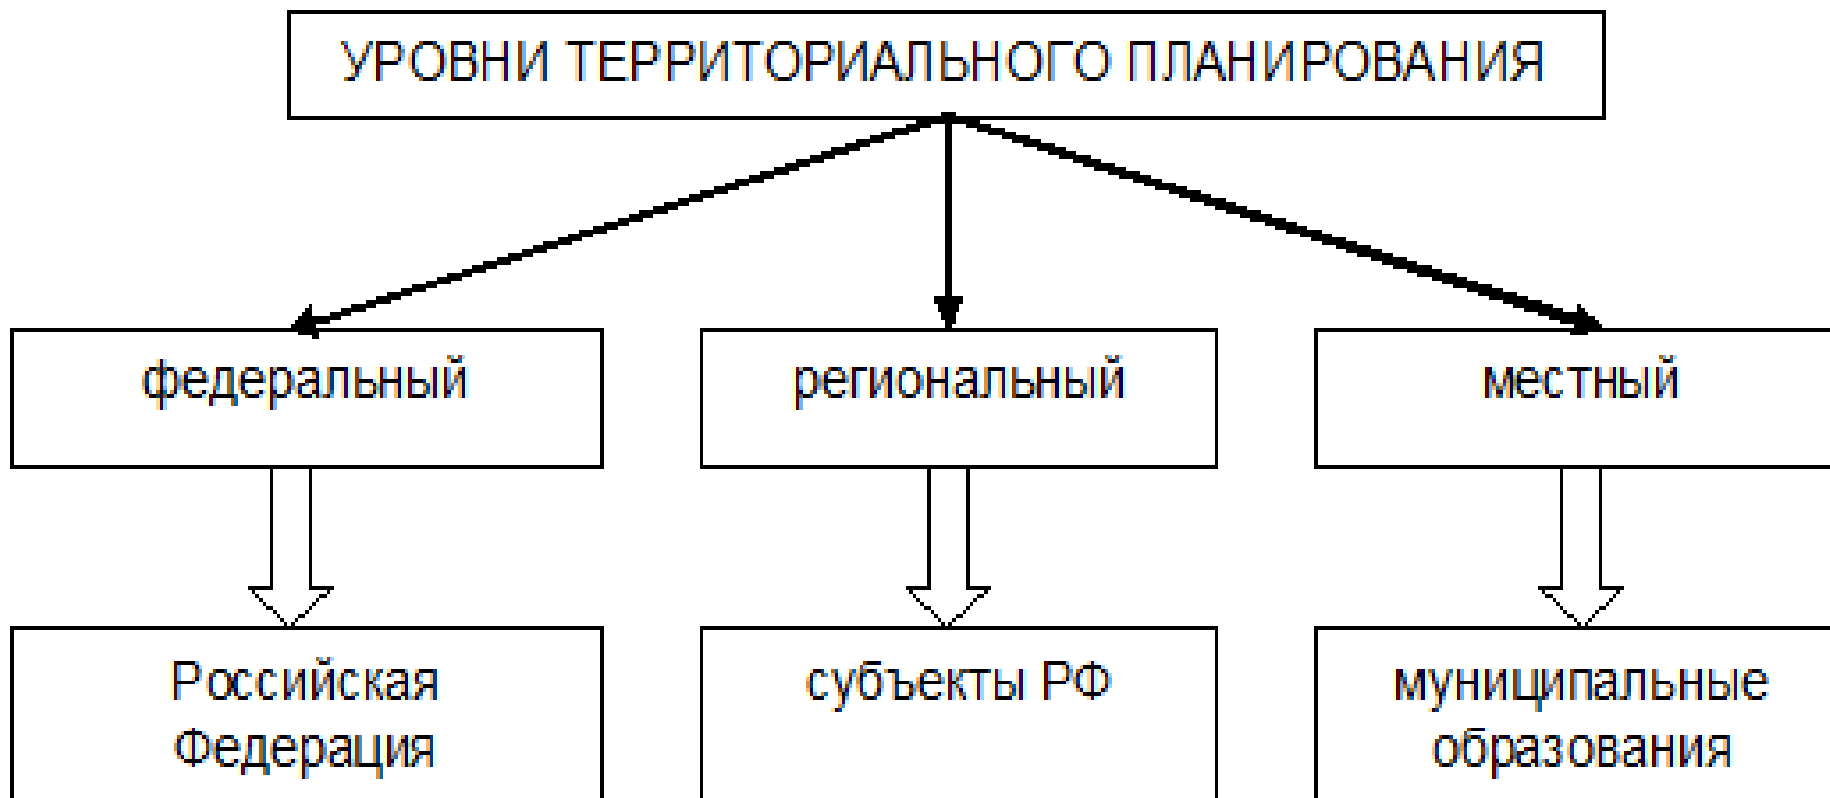 УРОВНИ ТЕРРИТОРИАЛЬНОГО ПЛАНИРОВАНИЯ
федеральный
региональный
местный
Российская
Федерация
субъекты РФ
муниципальные
образования